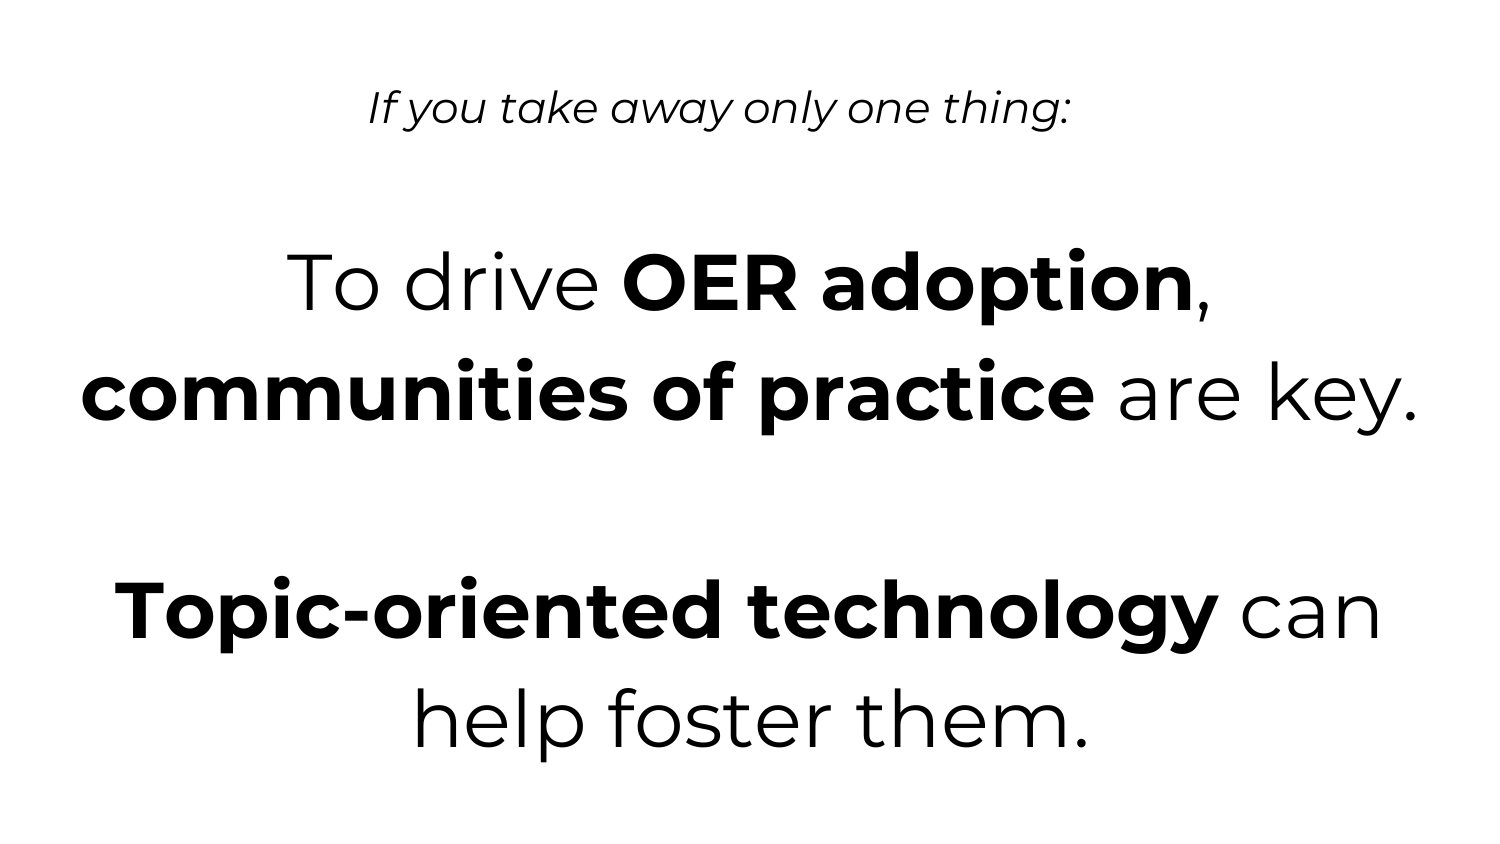 If you take away only one thing:
To drive OER adoption,
communities of practice are key.
Topic-oriented technology can
help foster them.